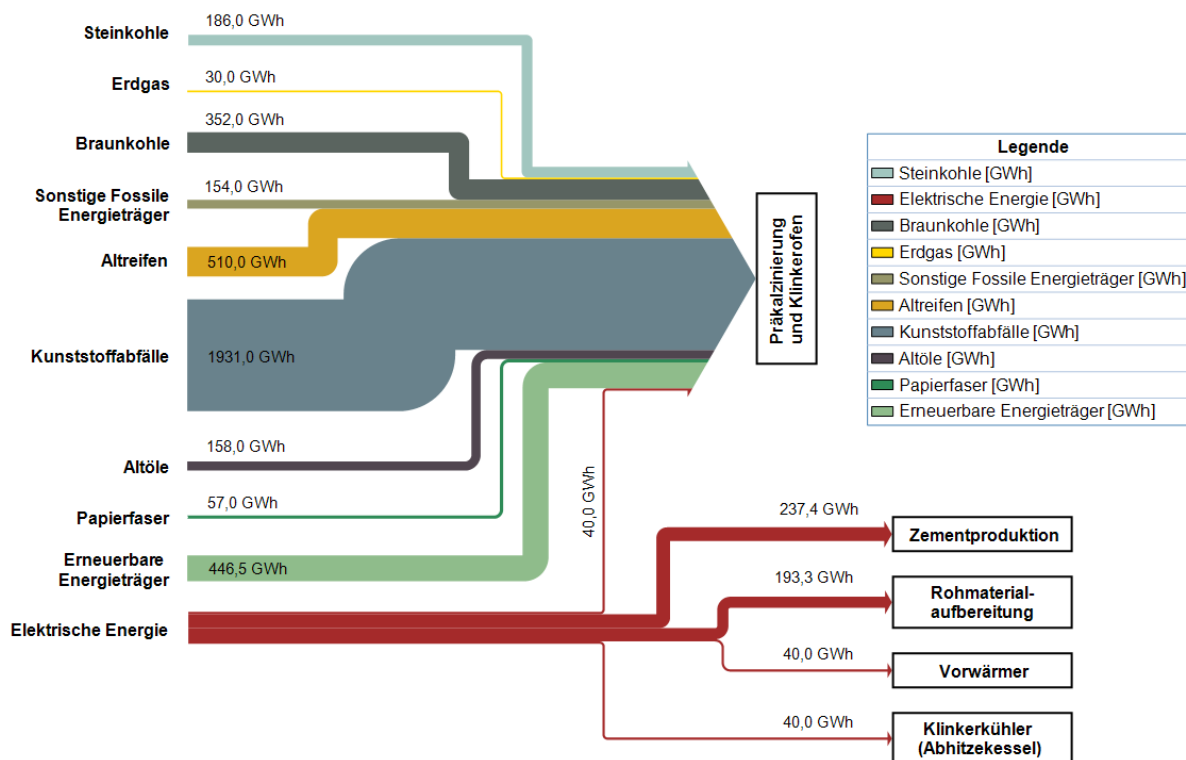 Steinkohle
186,0 GWh
Erdgas
30,0 GWh
Braunkohle
352,0 GWh
Sonstige Fossile
Energieträger
154,0 GWh
Altreifen
510,0 GWh
Kunststoffabfälle
1931,0 GWh
Altöle
158,0 GWh
Papierfaser
57,0 GWh
Erneuerbare
Energieträger
446,5 GWh
Elektrische Energie
40,0 GWh
Präkalzinierung
und Klinkerofen
237,4 GWh
Zementproduktion
193,3 GWh
Rohmaterial-
aufbereitung
40,0 GWh
Vorwärmer
40,0 GWh
Klinkerkühler
(Abhitzekessel)
Legende
Steinkohle [GWh]
Elektrische Energie [GWh]
Braunkohle [GWh]
Erdgas [GWh]
Sonstige Fossile Energieträger [GWh]
Altreifen [GWh]
Kunststoffabfälle [GWh]
Altöle [GWh]
Papierfaser [GWh]
Erneuerbare Energieträger [GWh]